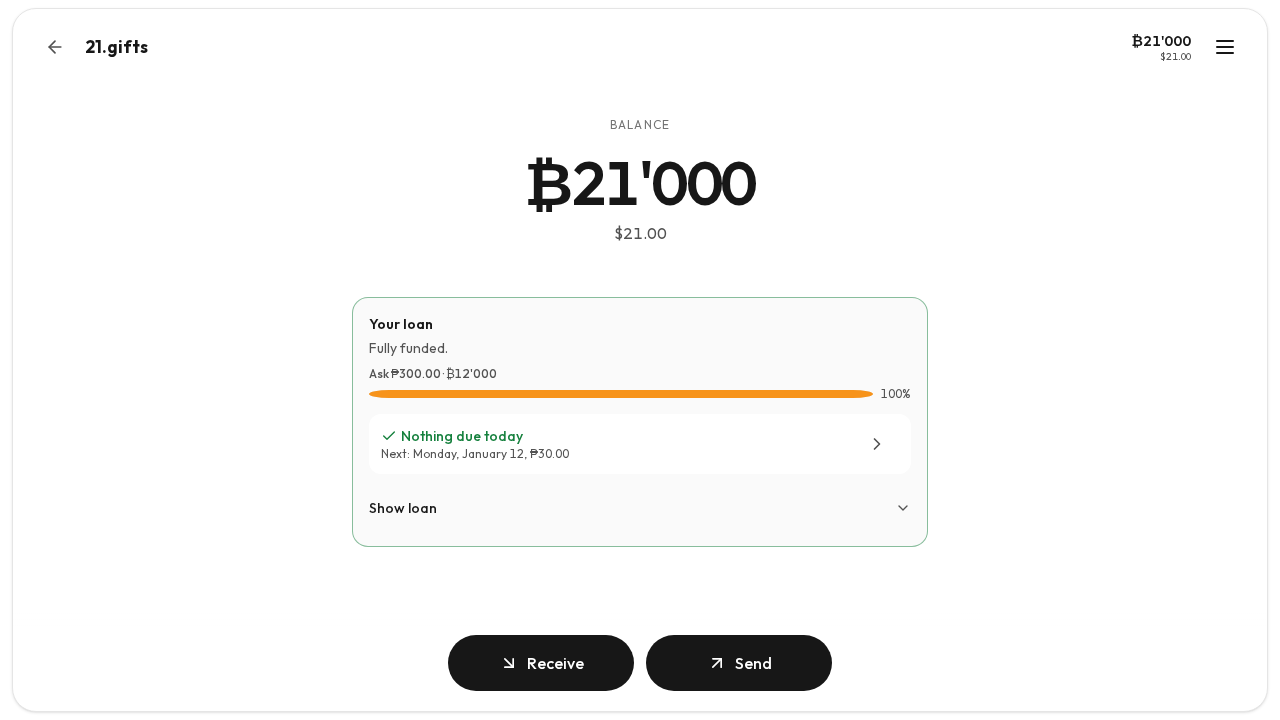 21.gifts
₿21'000
$21.00
BALANCE
₿21'000
$21.00
Your loan
Fully funded.
Ask ₱300.00 · ₿12'000
100%
Nothing due today
Next: Monday, January 12, ₱30.00
Show loan
Receive
Send